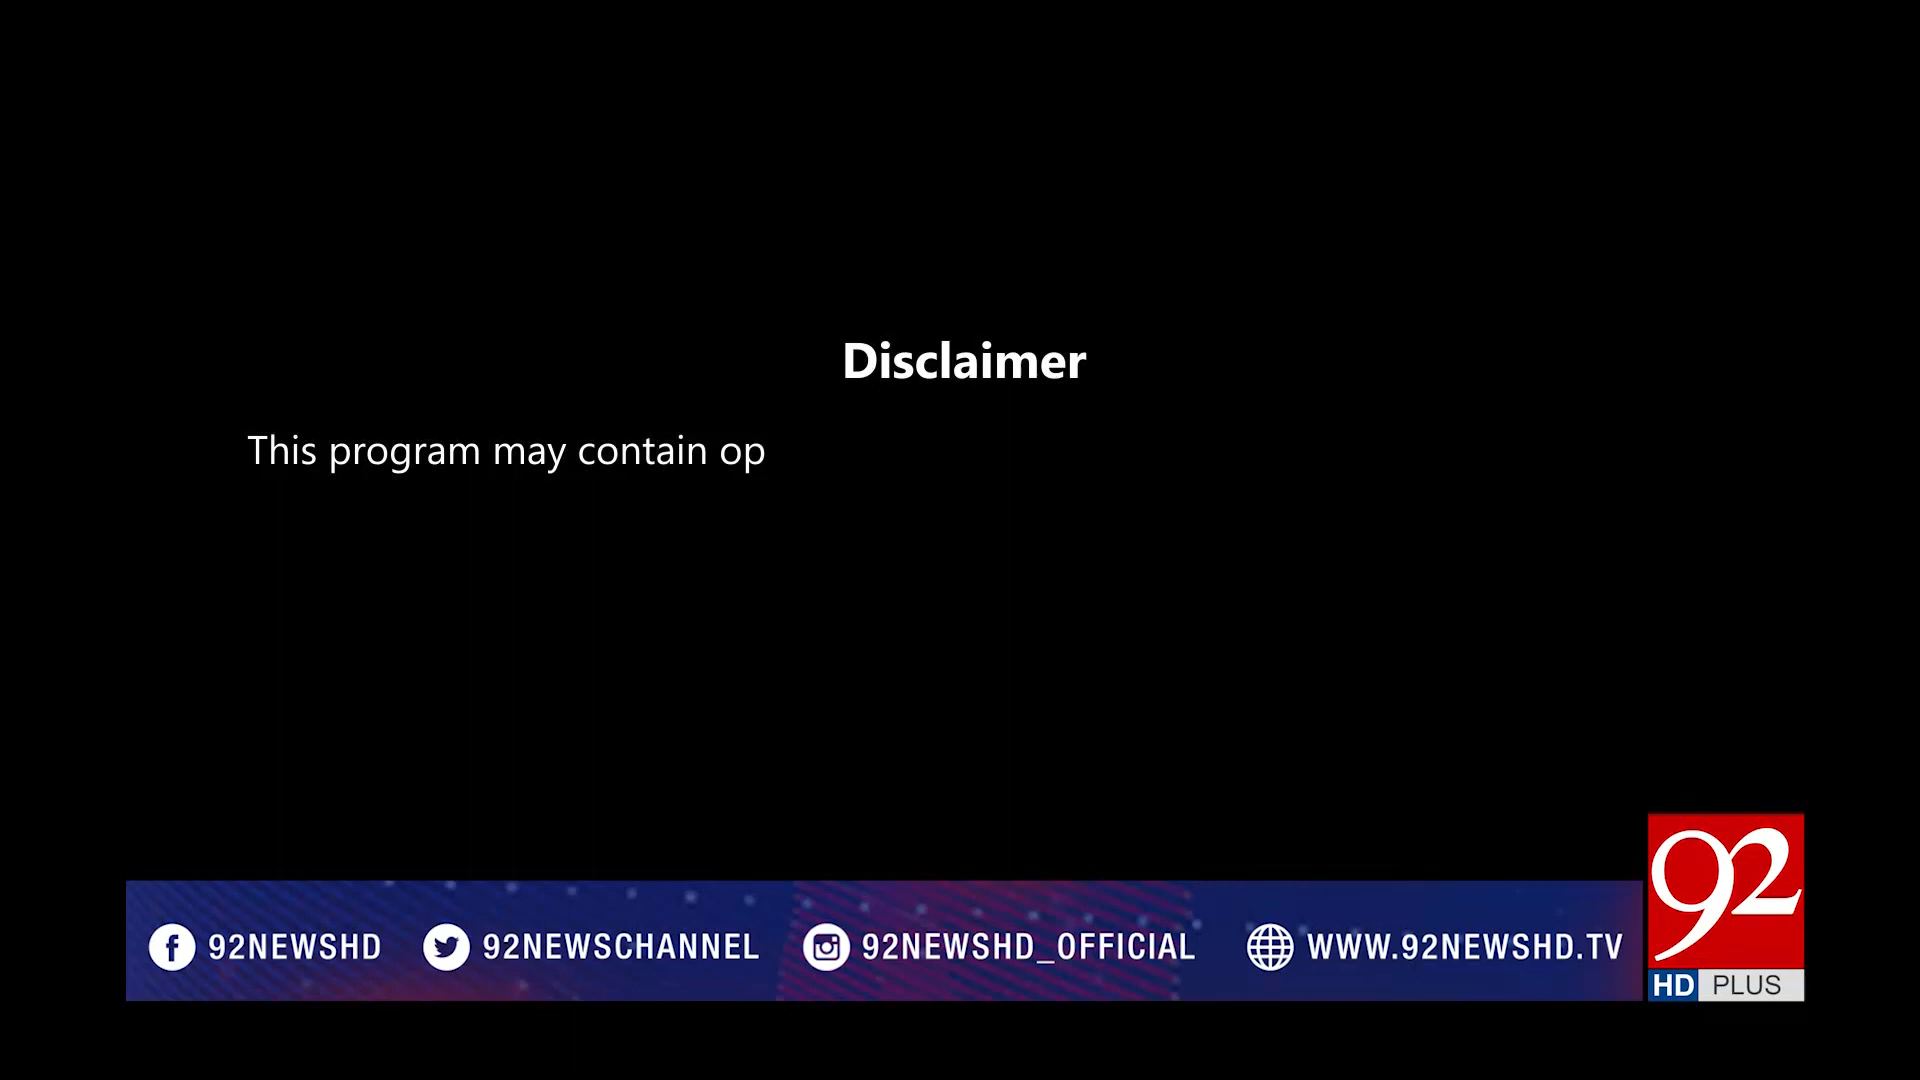 Disclaimer
This program may contain op
92NEWSHD 92NEWSCHANNEL 92NEWSHD_OFFICIAL WWW.92NEWSHD.TV
92
HD PLUS